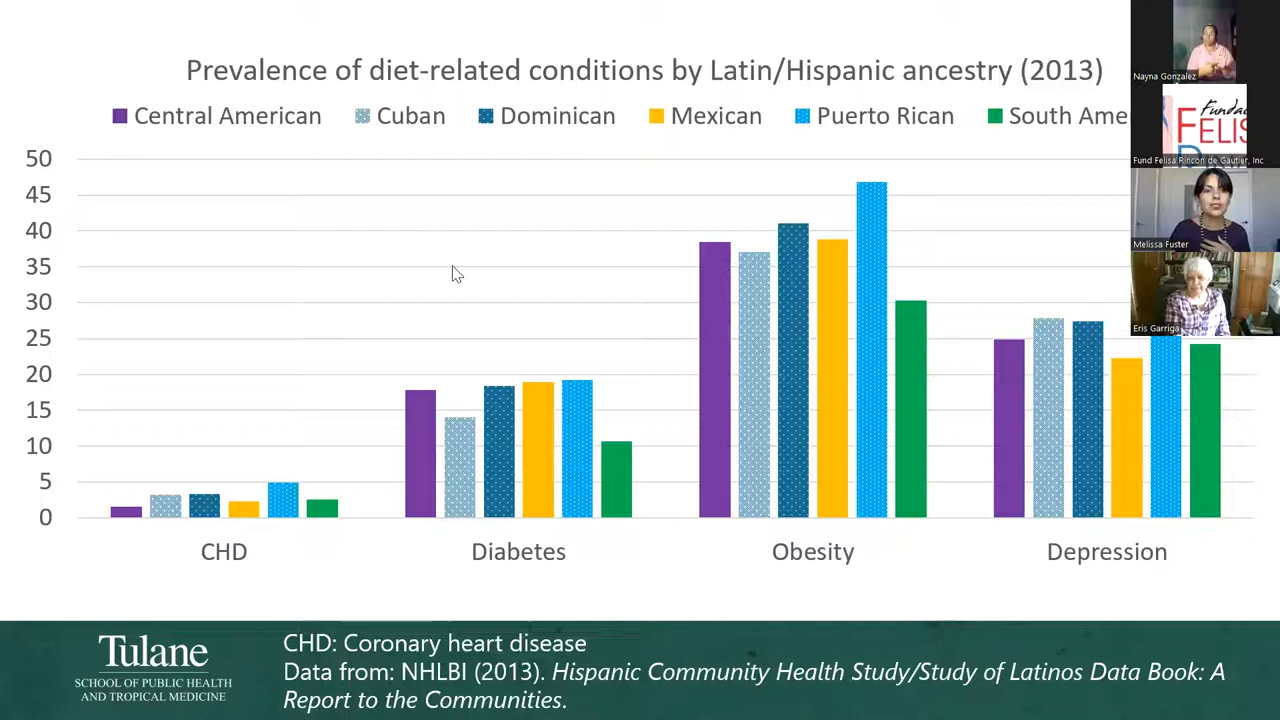 Prevalence of diet-related conditions by Latin/Hispanic ancestry (2013)
Central American Cuban Dominican Mexican Puerto Rican South Ame
50
45
40
35
30
25
20
15
10
5
0
CHD Diabetes Obesity Depression
Tulane
SCHOOL OF PUBLIC HEALTH
AND TROPICAL MEDICINE
CHD: Coronary heart disease
Data from: NHLBI (2013). Hispanic Community Health Study/Study of Latinos Data Book: A
Report to the Communities.
Nayna Gonzalez
Fundac
FELIS
Fund Felisa Rincon de Gautier, Inc
Melissa Fuster
Eris Garriga